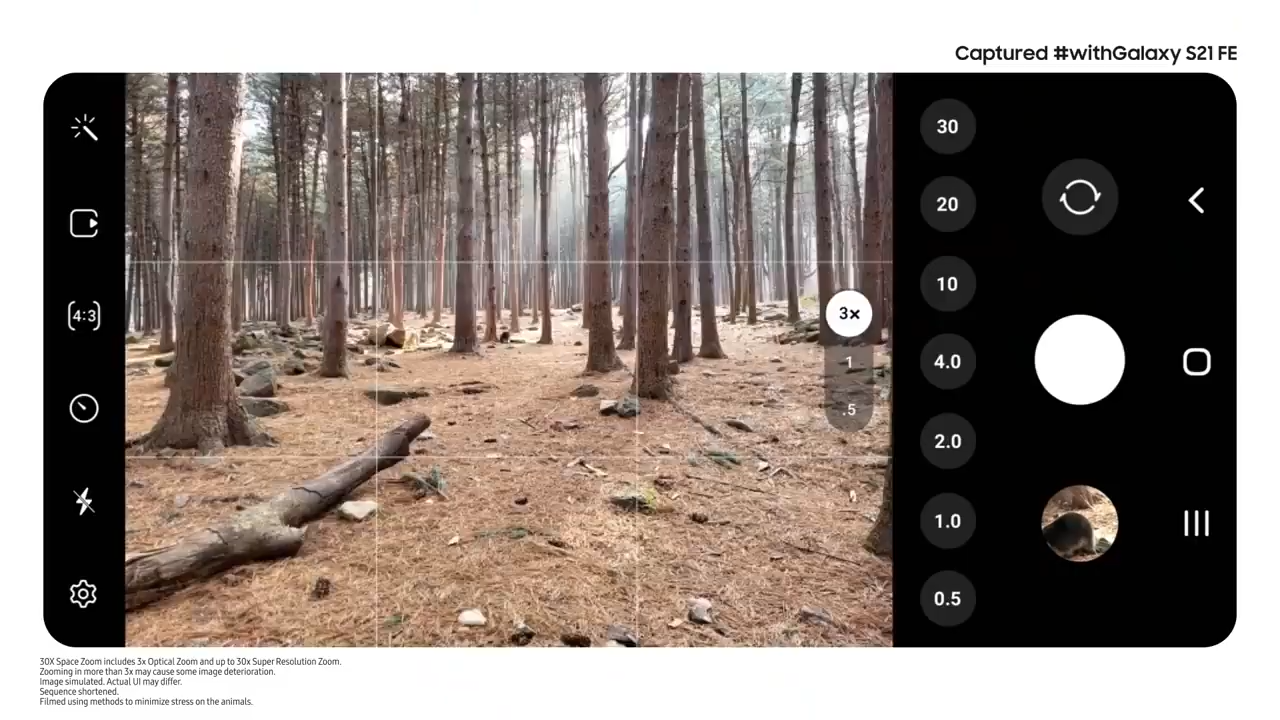 Captured #withGalaxy S21 FE
30
20
10
4:3
3×
4.0
1
.5
2.0
1.0
0.5
30X Space Zoom includes 3x Optical Zoom and up to 30x Super Resolution Zoom.
Zooming in more than 3x may cause some image deterioration.
Image simulated. Actual UI may differ.
Sequence shortened.
Filmed using methods to minimize stress on the animals.